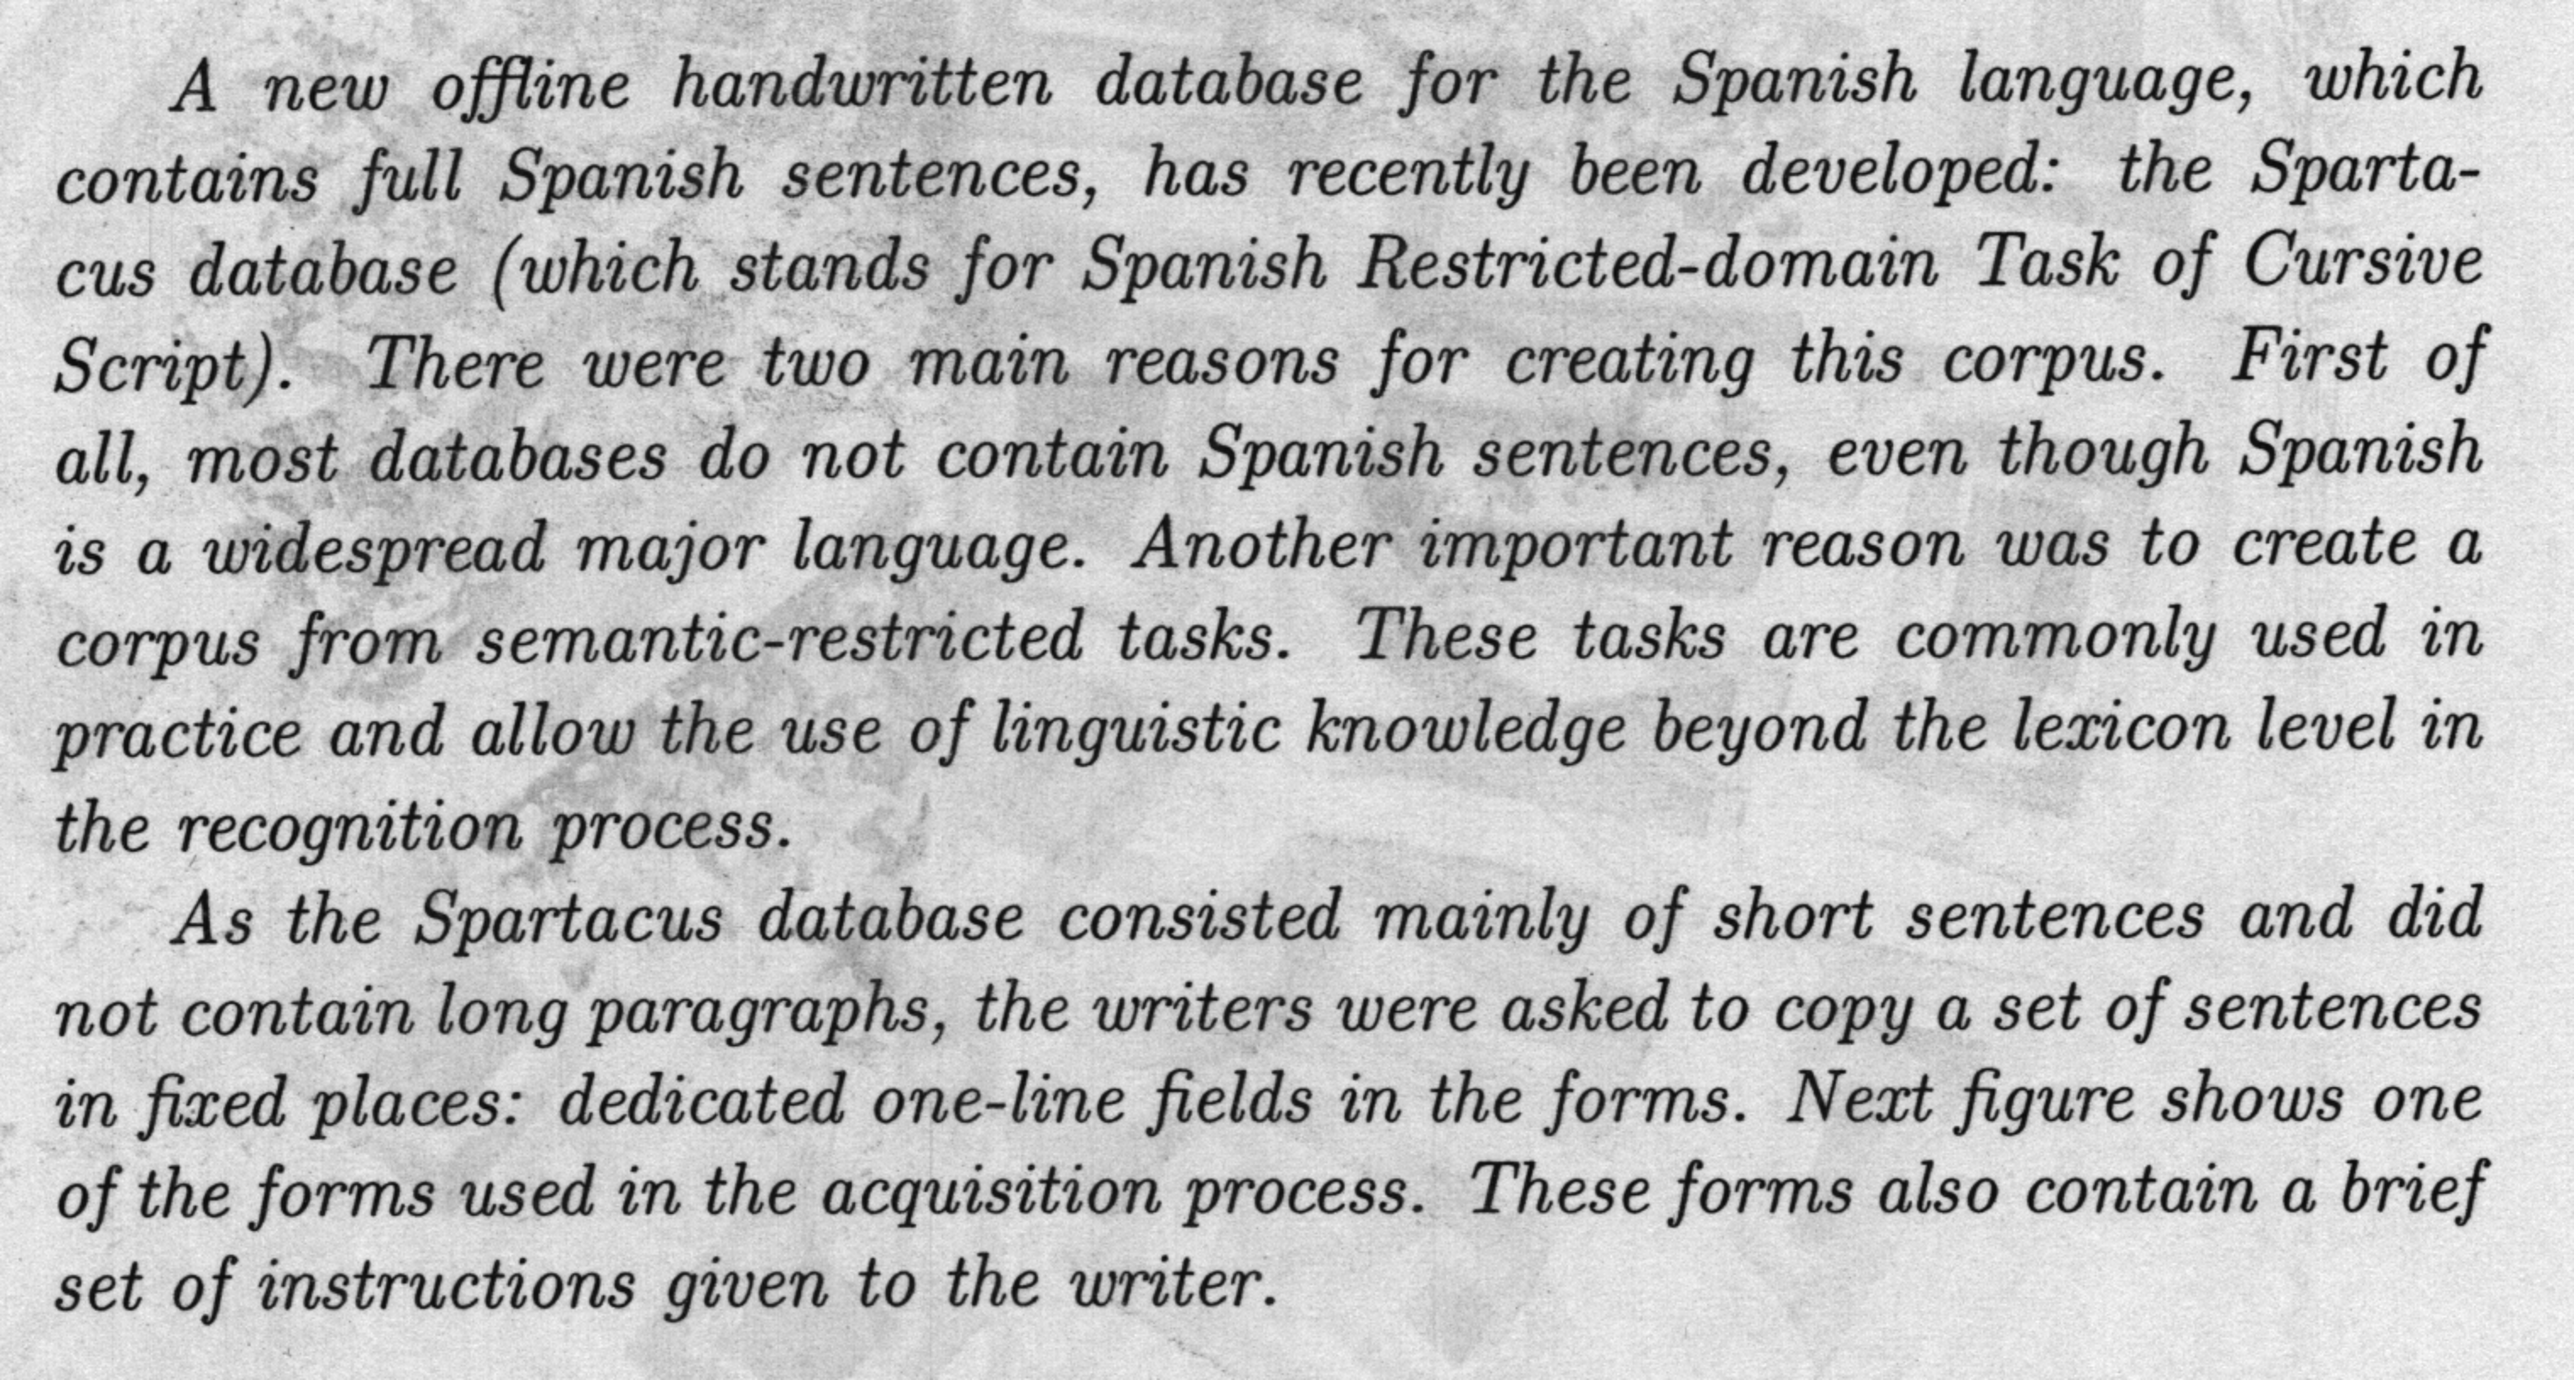 A new offline handwritten database for the Spanish language, which
contains full Spanish sentences, has recently been developed: the Sparta-
cus database (which stands for Spanish Restricted-domain Task of Cursive
Script). There were two main reasons for creating this corpus. First of
all, most databases do not contain Spanish sentences, even though Spanish
is a widespread major language. Another important reason was to create a
corpus from semantic-restricted tasks. These tasks are commonly used in
practice and allow the use of linguistic knowledge beyond the lexicon level in
the recognition process.
As the Spartacus database consisted mainly of short sentences and did
not contain long paragraphs, the writers were asked to copy a set of sentences
in fixed places: dedicated one-line fields in the forms. Next figure shows one
of the forms used in the acquisition process. These forms also contain a brief
set of instructions given to the writer.